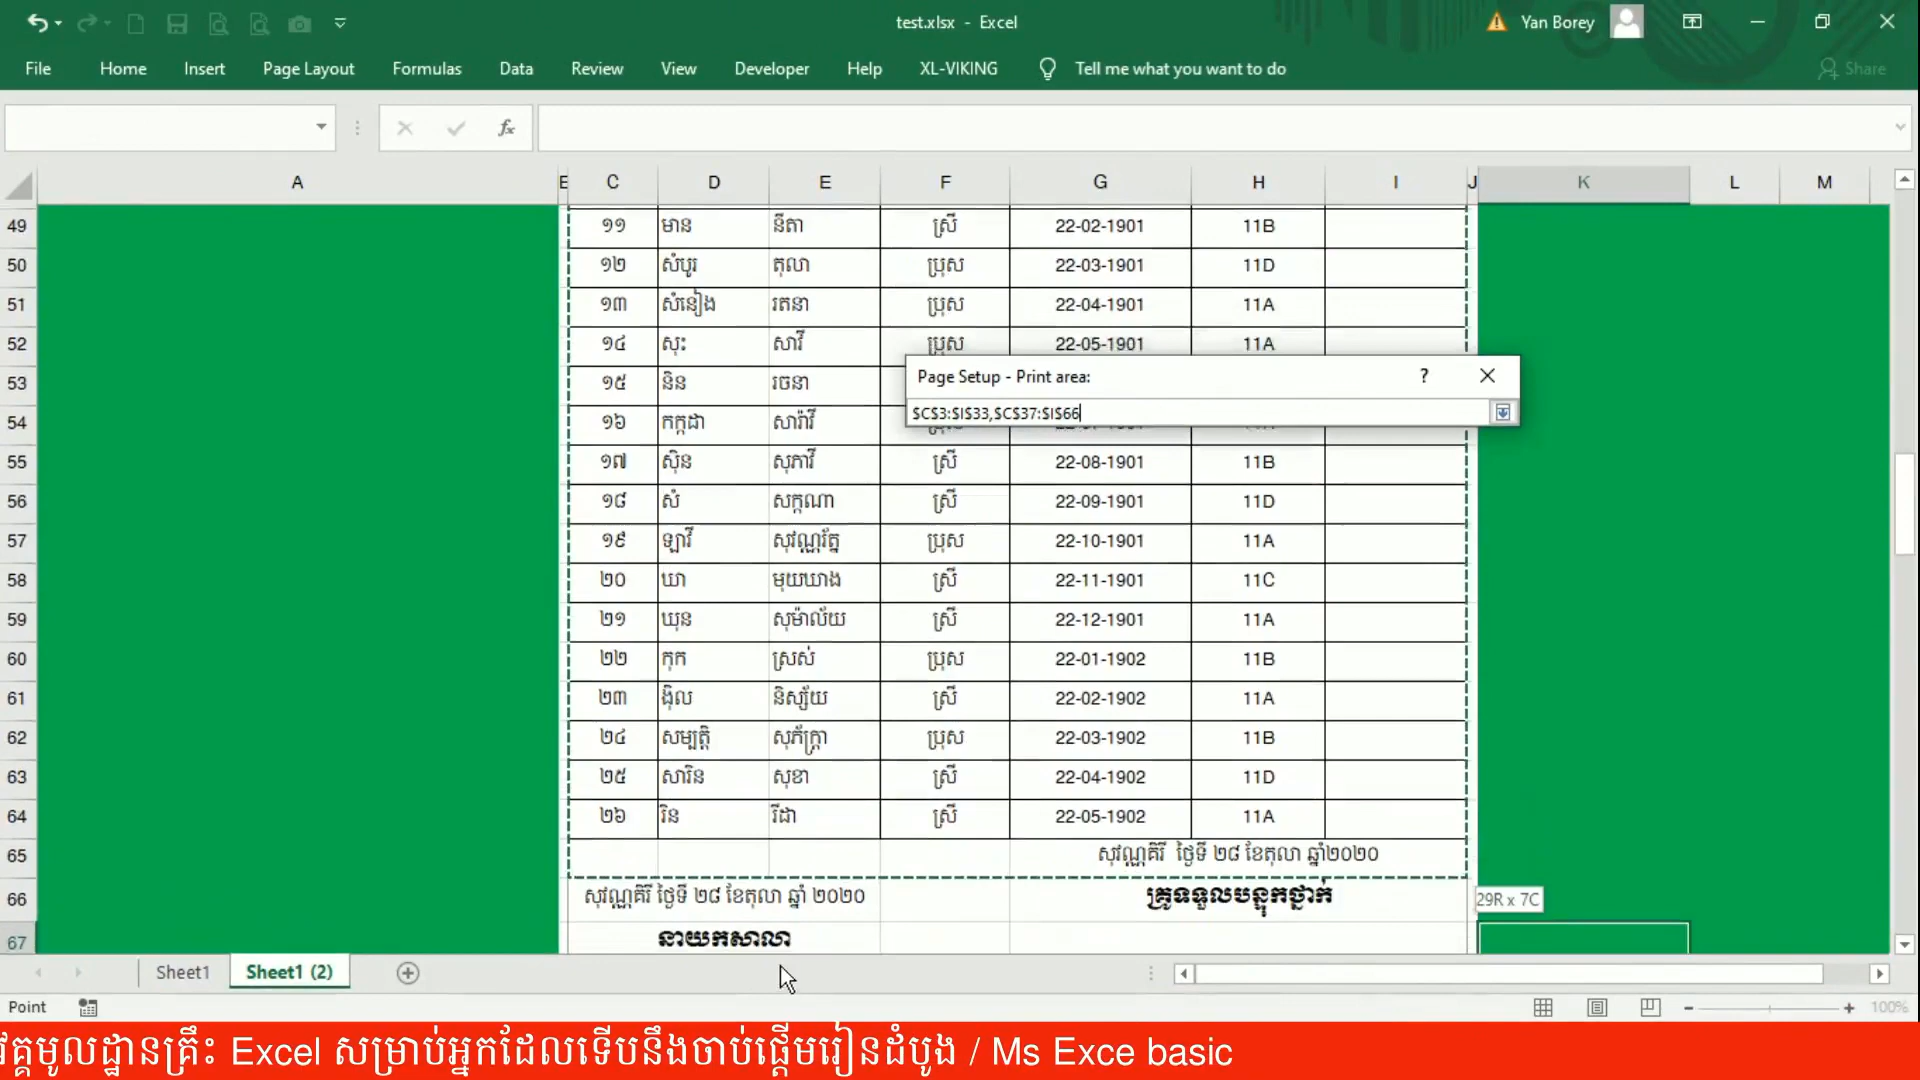 test.xlsx - Excel
Yan Borey
File Home Insert Page Layout Formulas Data Review View Developer Help XL-VIKING Tell me what you want to do Share
fx
A C D E F G H I J K L M
49 ១១ មាន នីតា ស្រី 22-02-1901 11B
50 ១២ សំបូរ តុលា ប្រុស 22-03-1901 11D
51 ១៣ សំនៀង រតនា ប្រុស 22-04-1901 11A
52 ១៤ សុះ សាវី ប្រុស 22-05-1901 11A
53 ១៥ និន រចនា
Page Setup - Print area: ?
$C$3:$I$33,$C$37:$I$66
54 ១៦ កក្កដា សារ៉ាវី
55 ១៧ ស៊ិន សុភាវី ស្រី 22-08-1901 11B
56 ១៨ សំ សក្កណា ស្រី 22-09-1901 11D
57 ១៩ ឡាវី សុវណ្ណរ័ត្ន ប្រុស 22-10-1901 11A
58 ២០ ឃា មុយឃាង ស្រី 22-11-1901 11C
59 ២១ ឃុន សុម៉ាល័យ ស្រី 22-12-1901 11A
60 ២២ កុក ស្រស់ ប្រុស 22-01-1902 11B
61 ២៣ ង៉ិល និស្ស័យ ស្រី 22-02-1902 11A
62 ២៤ សម្បត្តិ សុភ័ក្ត្រា ប្រុស 22-03-1902 11B
63 ២៥ សារិន សុខា ស្រី 22-04-1902 11D
64 ២៦ រិន រីដា ស្រី 22-05-1902 11A
65 សុវណ្ណគិរី ថ្ងៃទី ២៨ ខែតុលា ឆ្នាំ២០២០
66 សុវណ្ណគិរី ថ្ងៃទី ២៨ ខែតុលា ឆ្នាំ ២០២០ គ្រូទទួលបន្ទុកថ្នាក់ 29R x 7C
67 នាយកសាលា
Sheet1 Sheet1 (2)
Point 100%
វគ្គមូលដ្ឋានគ្រឹះ Excel សម្រាប់អ្នកដែលទើបនឹងចាប់ផ្តើមរៀនដំបូង / Ms Exce basic